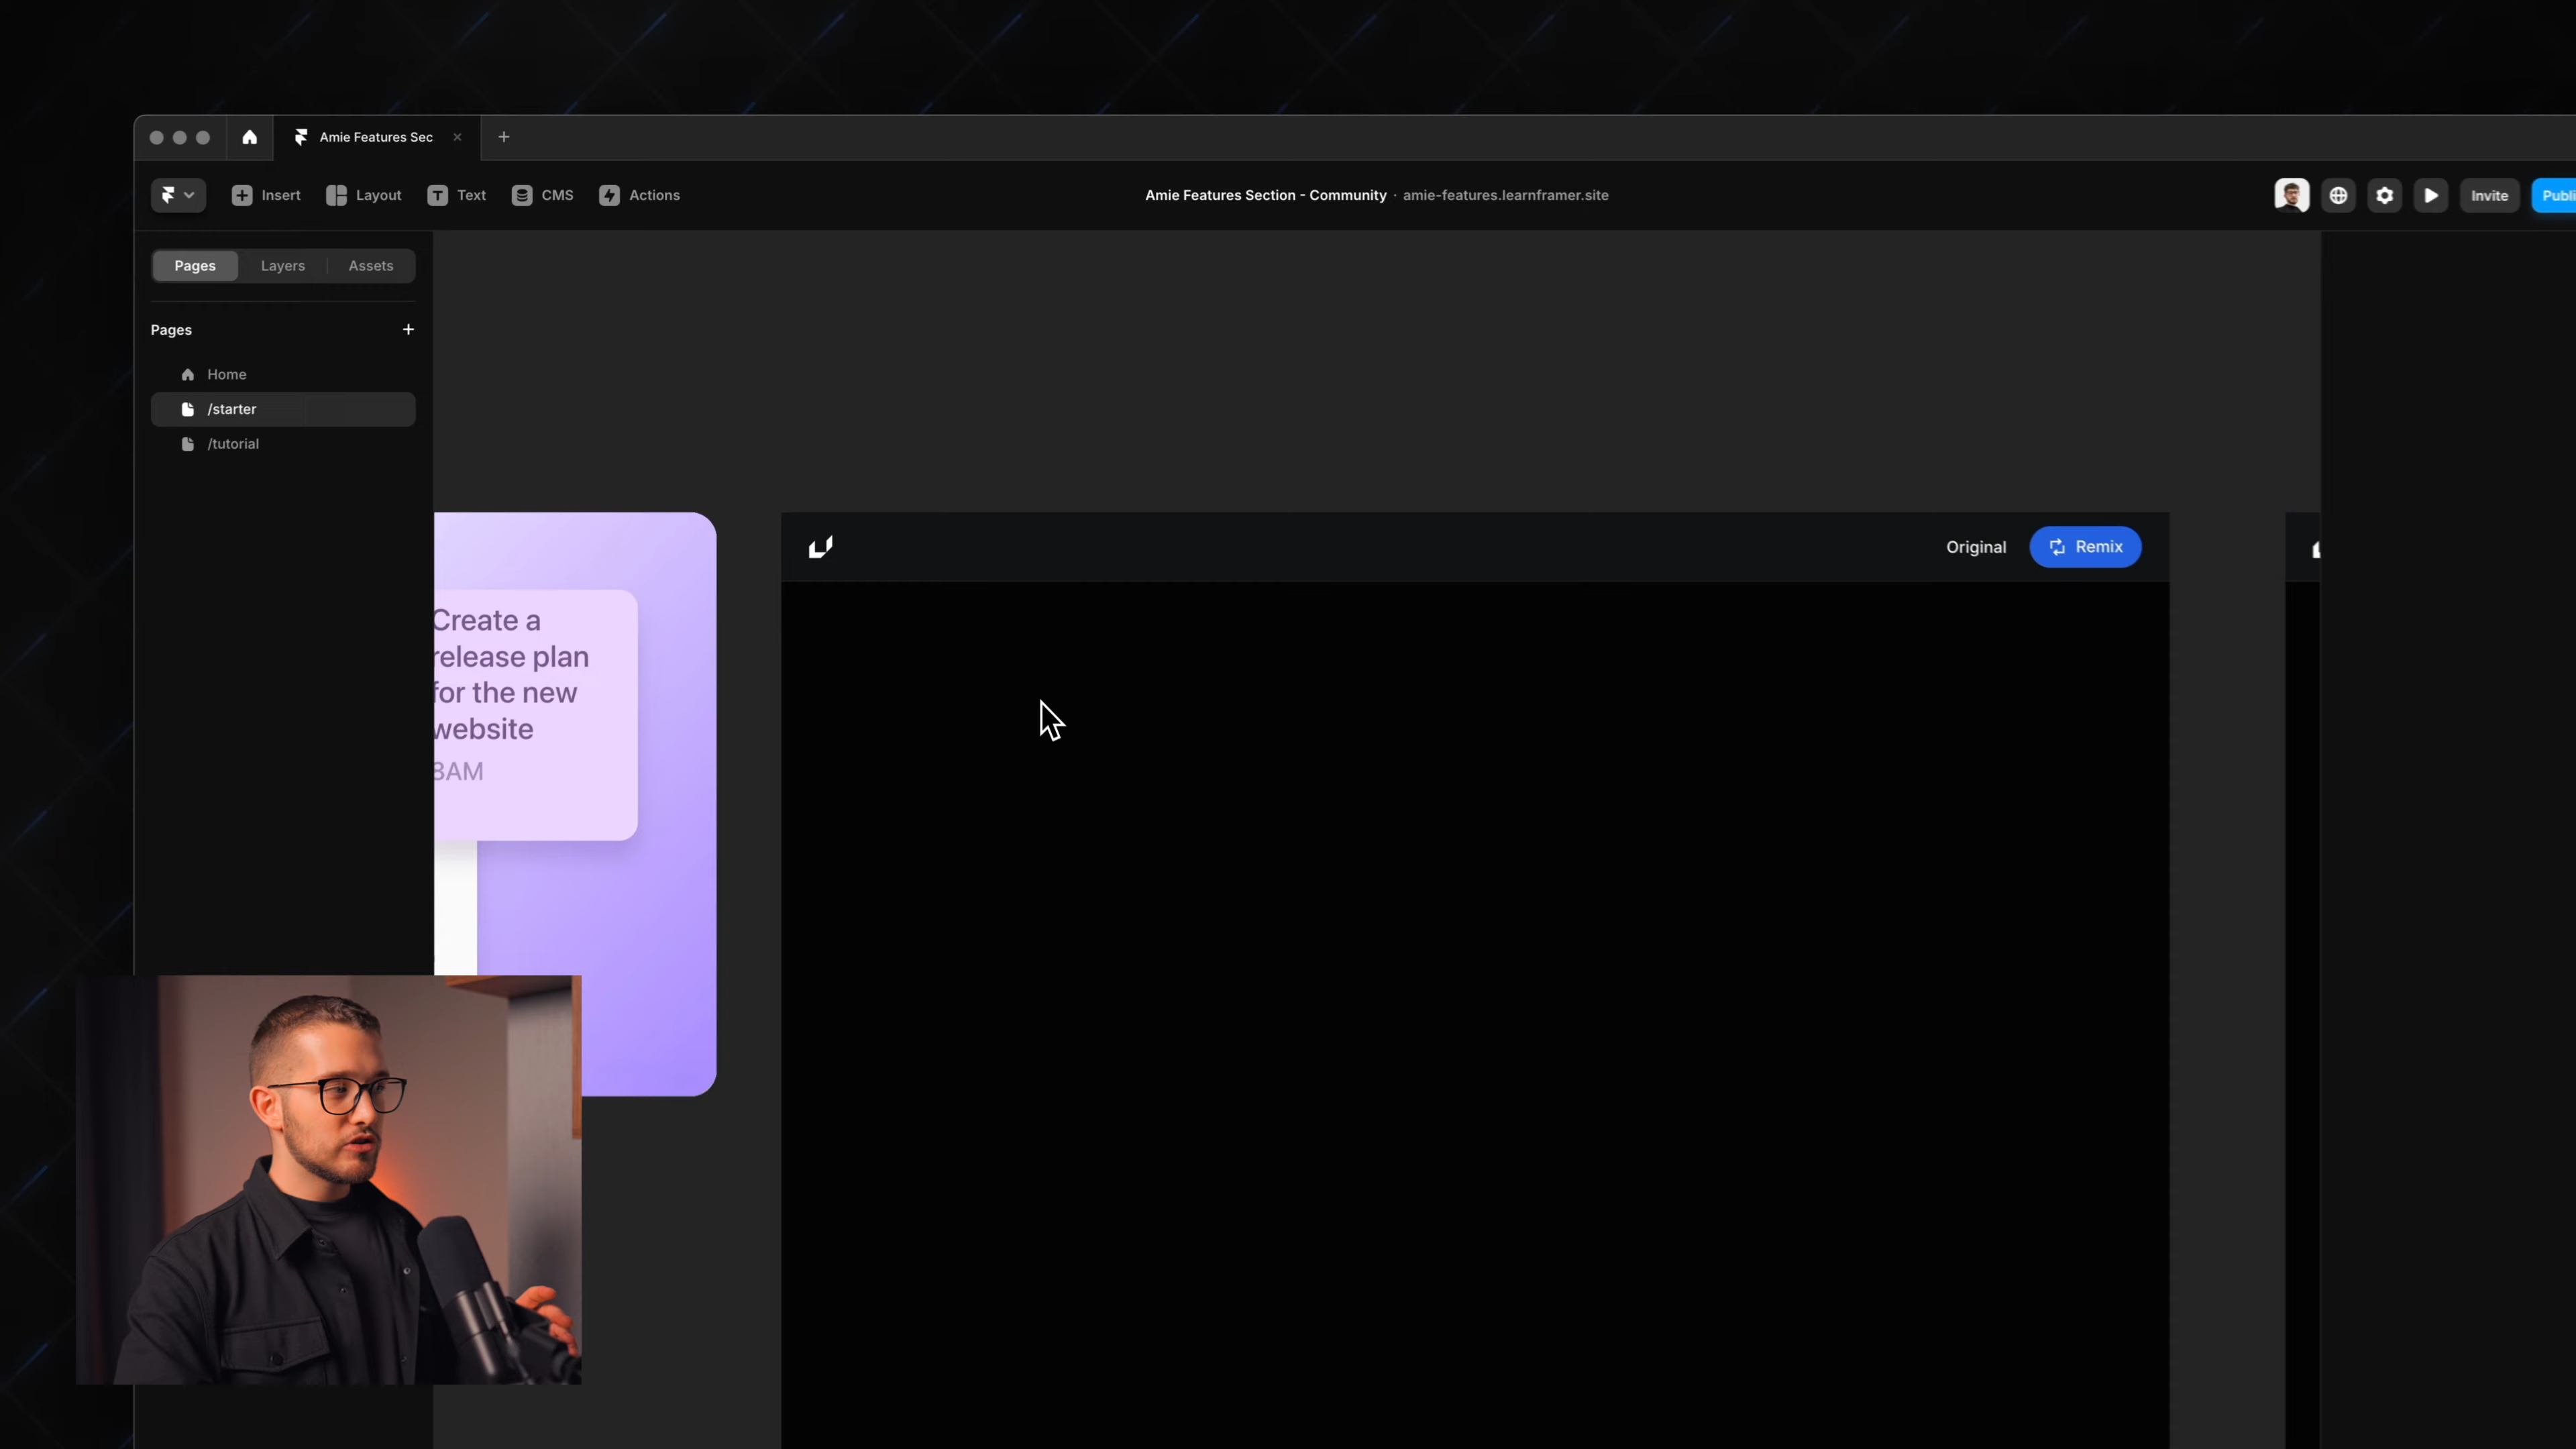 Amie Features Sec
Insert
Layout
Text
CMS
Actions
Amie Features Section - Community · amie-features.learnframer.site
Invite
Pages
Layers
Assets
Pages
Home
/starter
/tutorial
Original
Remix
Create a
release plan
for the new
website
8AM